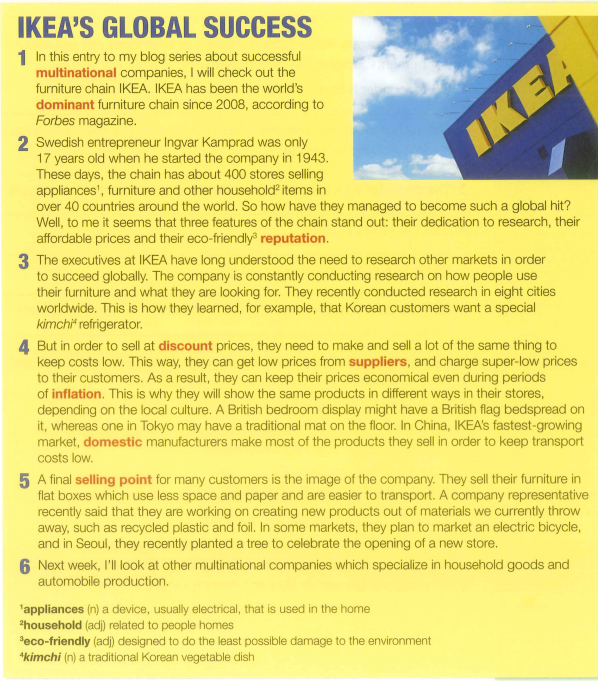 IKEA'S GLOBAL SUCCESS
1 In this entry to my blog series about successful
multinational companies, I will check out the
furniture chain IKEA. IKEA has been the world's
dominant furniture chain since 2008, according to
Forbes magazine.
IKEA
2 Swedish entrepreneur Ingvar Kamprad was only
17 years old when he started the company in 1943.
These days, the chain has about 400 stores selling
appliances¹, furniture and other household² items in
over 40 countries around the world. So how have they managed to become such a global hit?
Well, to me it seems that three features of the chain stand out: their dedication to research, their
affordable prices and their eco-friendly³ reputation.
3 The executives at IKEA have long understood the need to research other markets in order
to succeed globally. The company is constantly conducting research on how people use
their furniture and what they are looking for. They recently conducted research in eight cities
worldwide. This is how they learned, for example, that Korean customers want a special
kimchi⁴ refrigerator.
4 But in order to sell at discount prices, they need to make and sell a lot of the same thing to
keep costs low. This way, they can get low prices from suppliers, and charge super-low prices
to their customers. As a result, they can keep their prices economical even during periods
of inflation. This is why they will show the same products in different ways in their stores,
depending on the local culture. A British bedroom display might have a British flag bedspread on
it, whereas one in Tokyo may have a traditional mat on the floor. In China, IKEA's fastest-growing
market, domestic manufacturers make most of the products they sell in order to keep transport
costs low.
5 A final selling point for many customers is the image of the company. They sell their furniture in
flat boxes which use less space and paper and are easier to transport. A company representative
recently said that they are working on creating new products out of materials we currently throw
away, such as recycled plastic and foil. In some markets, they plan to market an electric bicycle,
and in Seoul, they recently planted a tree to celebrate the opening of a new store.
6 Next week, I'll look at other multinational companies which specialize in household goods and
automobile production.
¹appliances (n) a device, usually electrical, that is used in the home
²household (adj) related to people homes
³eco-friendly (adj) designed to do the least possible damage to the environment
⁴kimchi (n) a traditional Korean vegetable dish